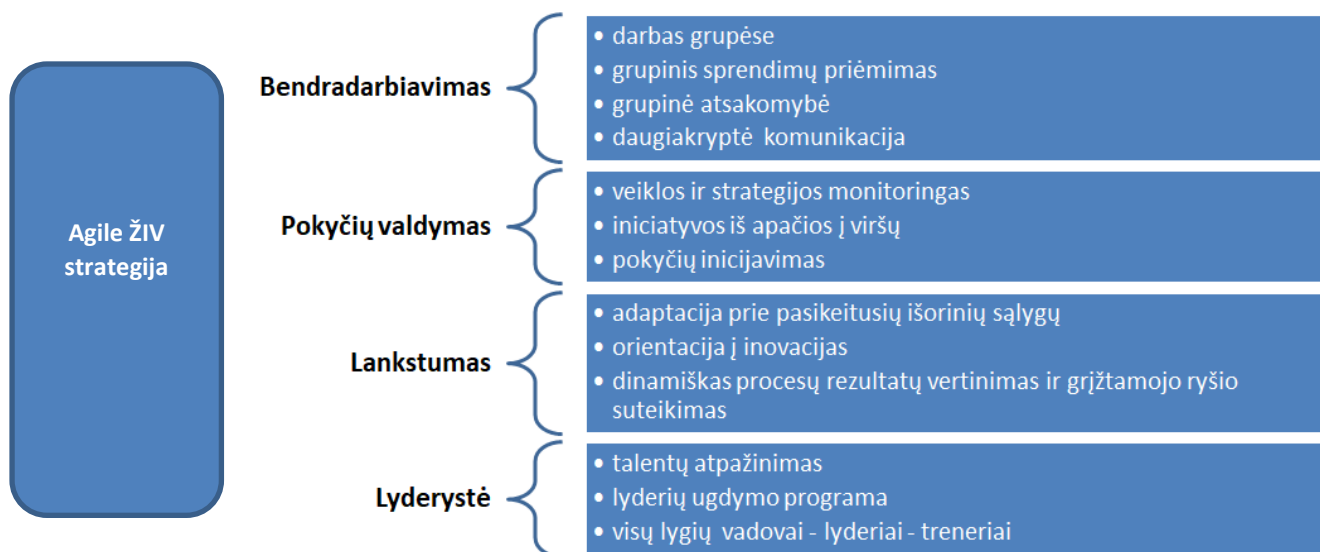 Agile ŽIV
strategija
Bendradarbiavimas
• darbas grupėse
• grupinis sprendimų priėmimas
• grupinė atsakomybė
• daugiakryptė komunikacija
Pokyčių valdymas
• veiklos ir strategijos monitoringas
• iniciatyvos iš apačios į viršų
• pokyčių inicijavimas
Lankstumas
• adaptacija prie pasikeitusių išorinių sąlygų
• orientacija į inovacijas
• dinamiškas procesų rezultatų vertinimas ir grįžtamojo ryšio
suteikimas
Lyderystė
• talentų atpažinimas
• lyderių ugdymo programa
• visų lygių vadovai - lyderiai - treneriai